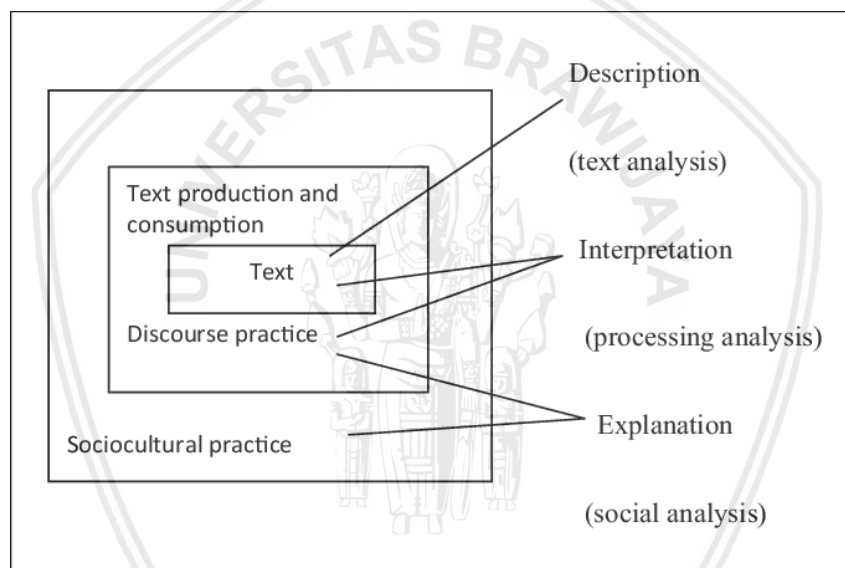 UNIVERSITAS BRAWIJAYA
Description
(text analysis)
Text production and
consumption
Text
Interpretation
Discourse practice
(processing analysis)
Explanation
Sociocultural practice
(social analysis)